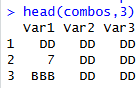 > head(combos,3)
  Var1 Var2 Var3
1   DD   DD   DD
2    7   DD   DD
3  BBB   DD   DD